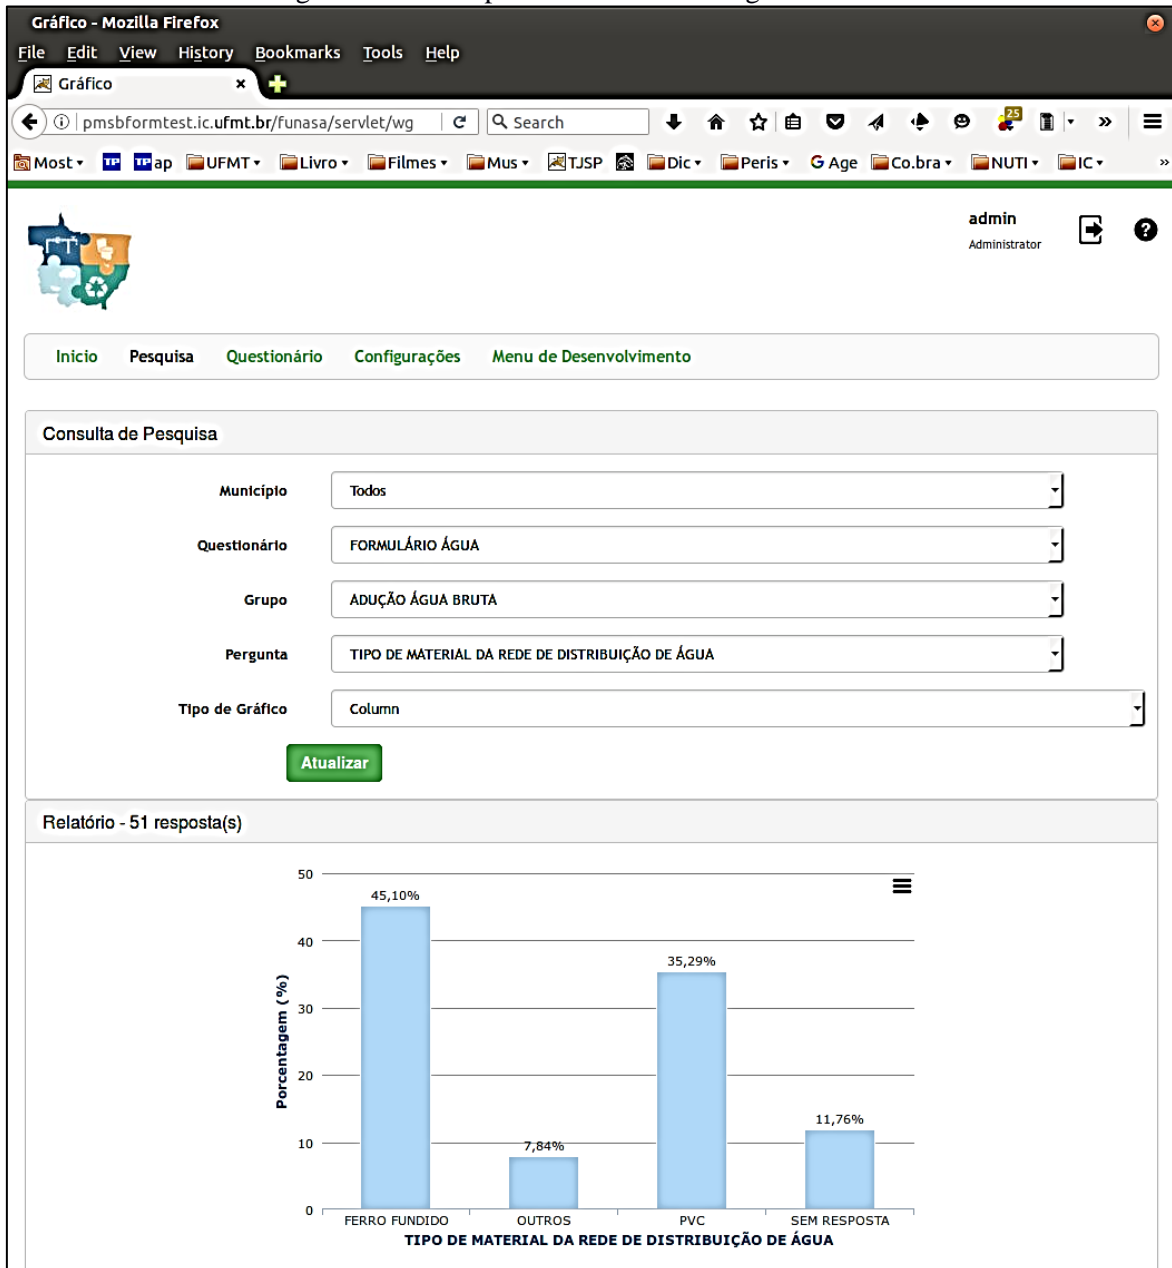 Gráfico - Mozilla Firefox
File Edit View History Bookmarks Tools Help
Gráfico
pmsbformtest.ic.ufmt.br/funasa/servlet/wg Search 25
Most TP TP ap UFMT Livro Filmes Mus TJSP Dic Peris G Age Co.bra NUTI IC »
admin
Administrator
Inicio Pesquisa Questionário Configurações Menu de Desenvolvimento
Consulta de Pesquisa
Município Todos
Questionário FORMULÁRIO ÁGUA
Grupo ADUÇÃO ÁGUA BRUTA
Pergunta TIPO DE MATERIAL DA REDE DE DISTRIBUIÇÃO DE ÁGUA
Tipo de Gráfico Column
Atualizar
Relatório - 51 resposta(s)
Porcentagem (%)
50
45,10%
40
35,29%
30
20
11,76%
10
7,84%
0
FERRO FUNDIDO OUTROS PVC SEM RESPOSTA
TIPO DE MATERIAL DA REDE DE DISTRIBUIÇÃO DE ÁGUA